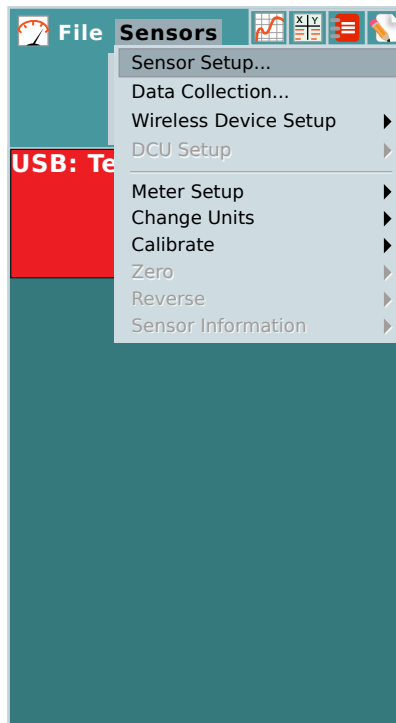 File Sensors X Y
Sensor Setup...
Data Collection...
Wireless Device Setup
DCU Setup
USB: Te
Meter Setup
Change Units
Calibrate
Zero
Reverse
Sensor Information